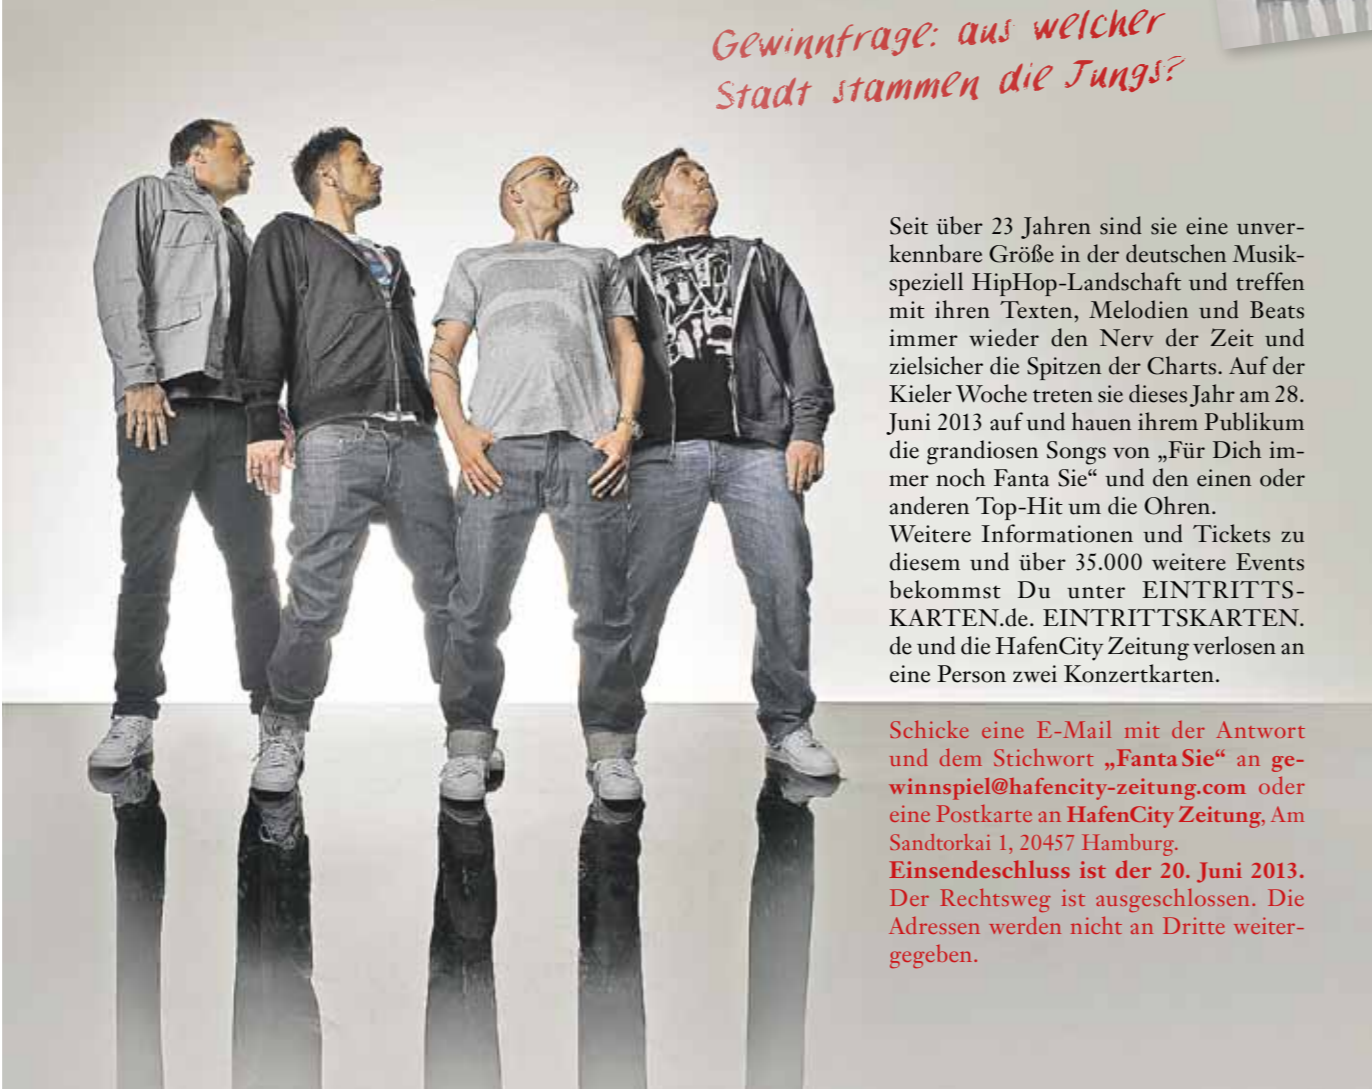 Gewinnfrage: aus welcher
Stadt stammen die Jungs?
Seit über 23 Jahren sind sie eine unver-
kennbare Größe in der deutschen Musik-
speziell HipHop-Landschaft und treffen
mit ihren Texten, Melodien und Beats
immer wieder den Nerv der Zeit und
zielsicher die Spitzen der Charts. Auf der
Kieler Woche treten sie dieses Jahr am 28.
Juni 2013 auf und hauen ihrem Publikum
die grandiosen Songs von „Für Dich im-
mer noch Fanta Sie“ und den einen oder
anderen Top-Hit um die Ohren.
Weitere Informationen und Tickets zu
diesem und über 35.000 weitere Events
bekommst Du unter EINTRITTS-
KARTEN.de. EINTRITTSKARTEN.
de und die HafenCity Zeitung verlosen an
eine Person zwei Konzertkarten.
Schicke eine E-Mail mit der Antwort
und dem Stichwort „Fanta Sie“ an ge-
winnspiel@hafencity-zeitung.com oder
eine Postkarte an HafenCity Zeitung, Am
Sandtorkai 1, 20457 Hamburg.
Einsendeschluss ist der 20. Juni 2013.
Der Rechtsweg ist ausgeschlossen. Die
Adressen werden nicht an Dritte weiter-
gegeben.